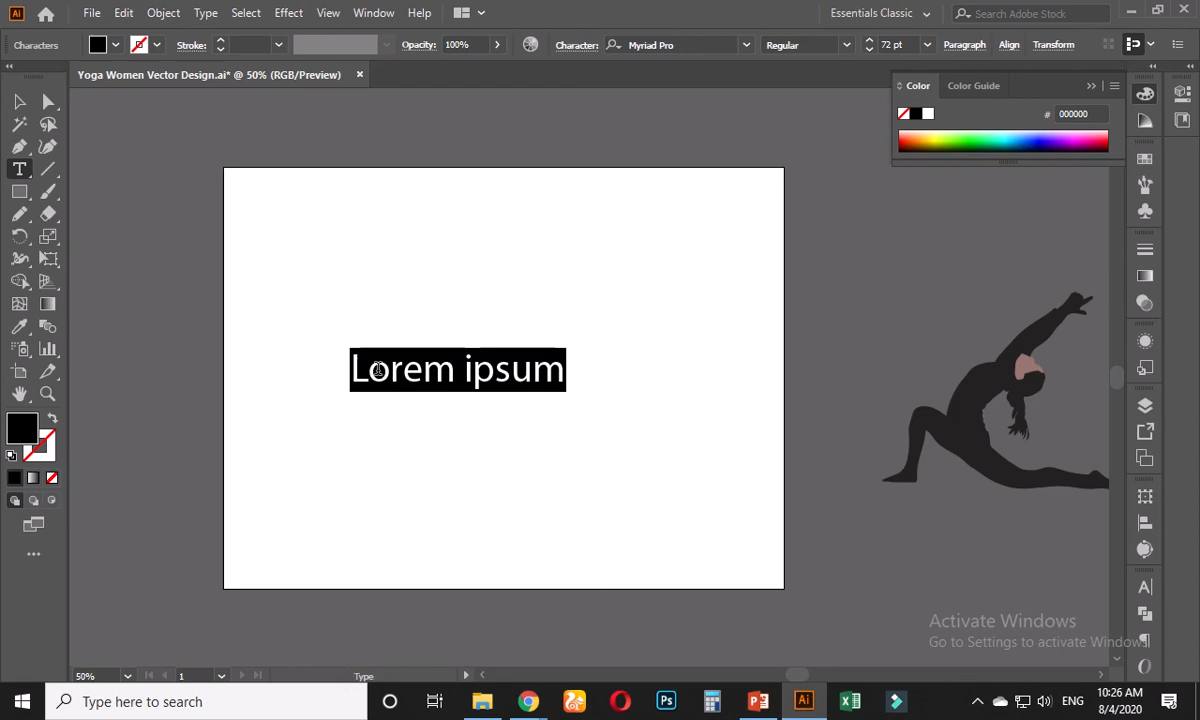 Ai File Edit Object Type Select Effect View Window Help Essentials Classic Search Adobe Stock
Characters Stroke: Opacity: 100% Character: Myriad Pro Regular 72 pt Paragraph Align Transform
Yoga Women Vector Design.ai* @ 50% (RGB/Preview)
Color Color Guide
# 000000
Lorem ipsum
Activate Windows
Go to Settings to activate Windows.
50% 1 Type
Type here to search Ps Ai ENG 10:26 AM
8/4/2020